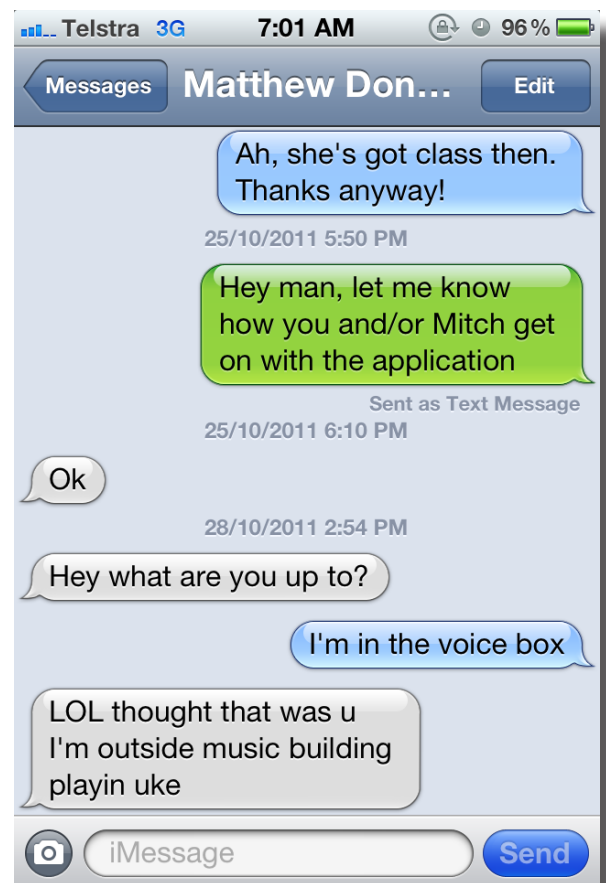 Telstra 3G 7:01 AM 96%
Messages Matthew Don... Edit
Ah, she's got class then.
Thanks anyway!
25/10/2011 5:50 PM
Hey man, let me know
how you and/or Mitch get
on with the application
Sent as Text Message
25/10/2011 6:10 PM
Ok
28/10/2011 2:54 PM
Hey what are you up to?
I'm in the voice box
LOL thought that was u
I'm outside music building
playin uke
iMessage Send